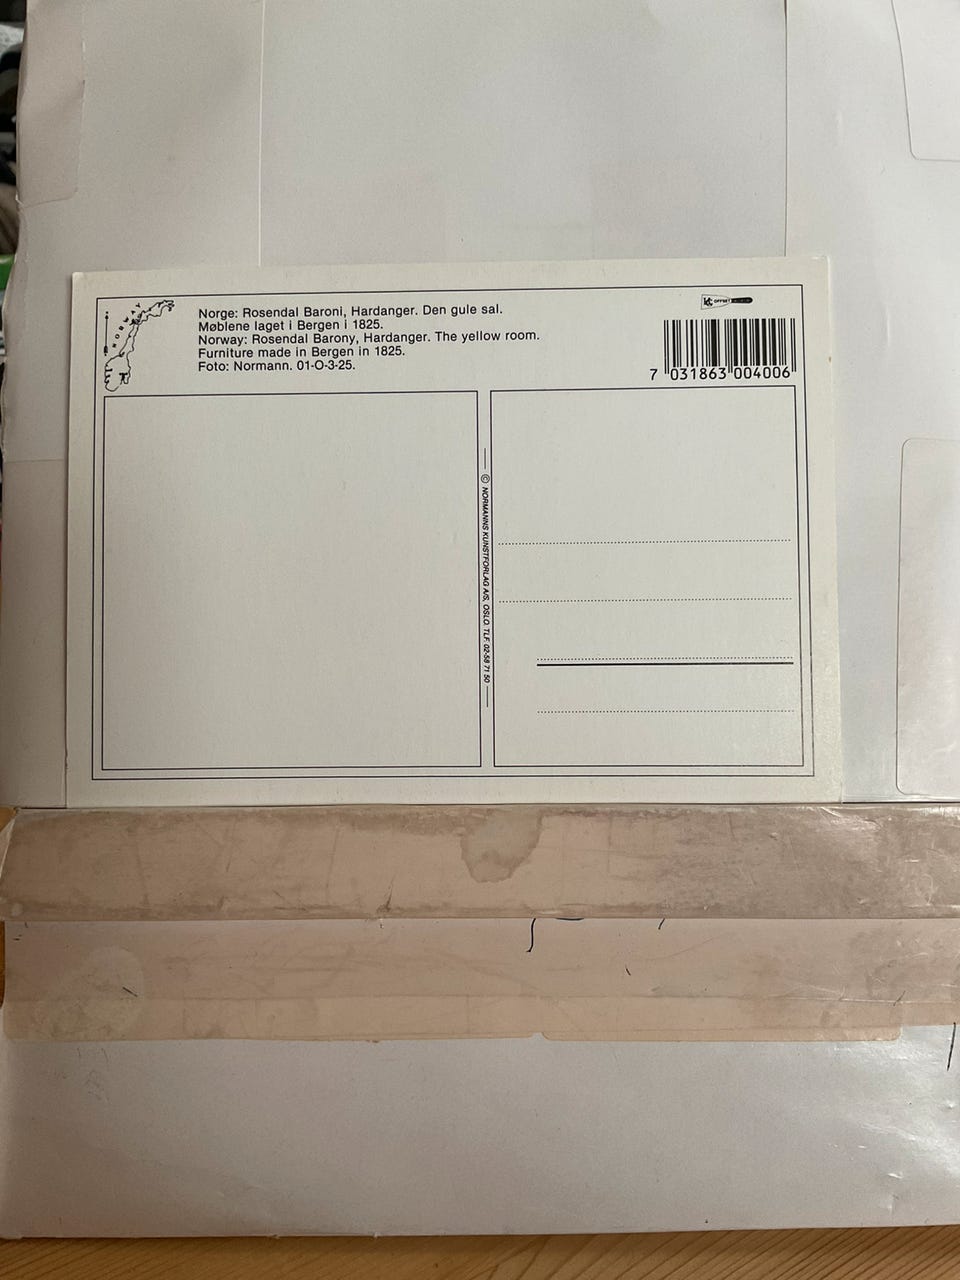 NORWAY
Norge: Rosendal Baroni, Hardanger. Den gule sal.
Møblene laget i Bergen i 1825.
Norway: Rosendal Barony, Hardanger. The yellow room.
Furniture made in Bergen in 1825.
Foto: Normann. 01-O-3-25.
OFFSET
7 031863 004006
© NORMANNS KUNSTFORLAG A/S, OSLO. TLF. 02-58 71 50